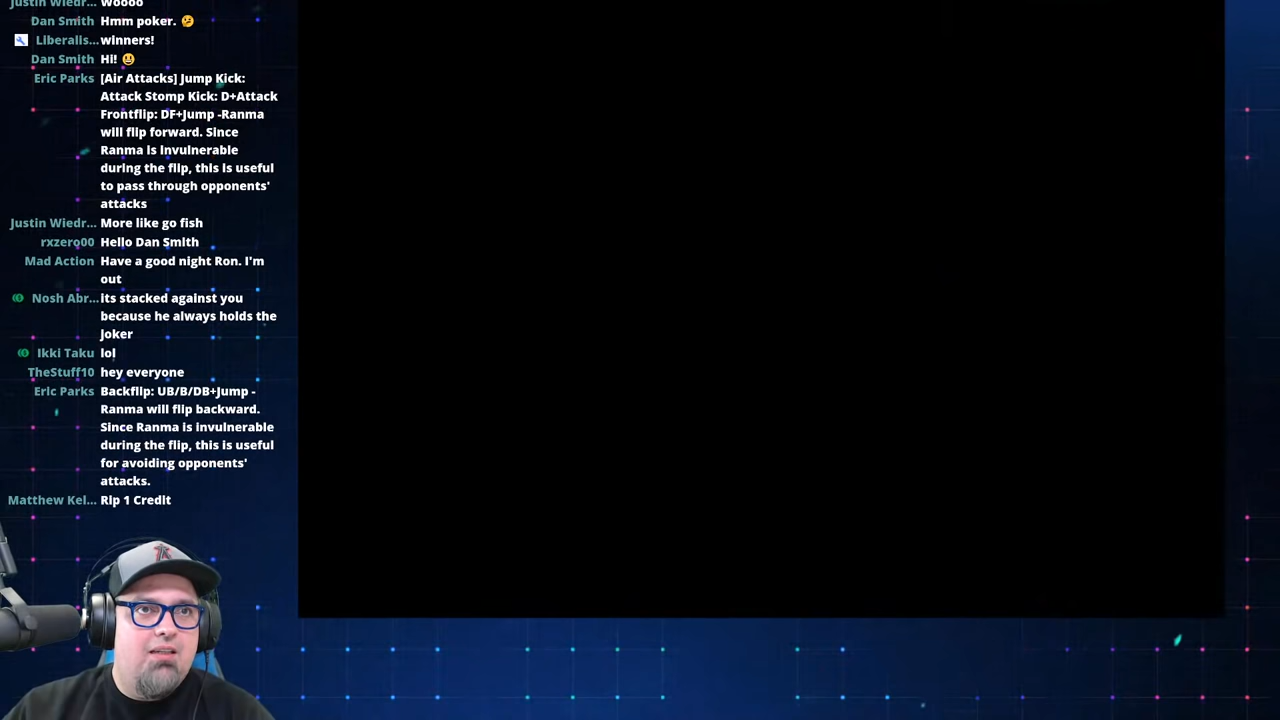 Justin Wiedr... Woooo
Dan Smith Hmm poker. 🤔
Liberalis... winners!
Dan Smith Hi! 😃
Eric Parks [Air Attacks] Jump Kick:
Attack Stomp Kick: D+Attack
Frontflip: DF+Jump -Ranma
will flip forward. Since
Ranma is invulnerable
during the flip, this is useful
to pass through opponents'
attacks
Justin Wiedr... More like go fish
rxzero00 Hello Dan Smith
Mad Action Have a good night Ron. I'm
out
Nosh Abr... its stacked against you
because he always holds the
Joker
Ikki Taku lol
TheStuff10 hey everyone
Eric Parks Backflip: UB/B/DB+Jump -
Ranma will flip backward.
Since Ranma is invulnerable
during the flip, this is useful
for avoiding opponents'
attacks.
Matthew Kel... Rip 1 Credit